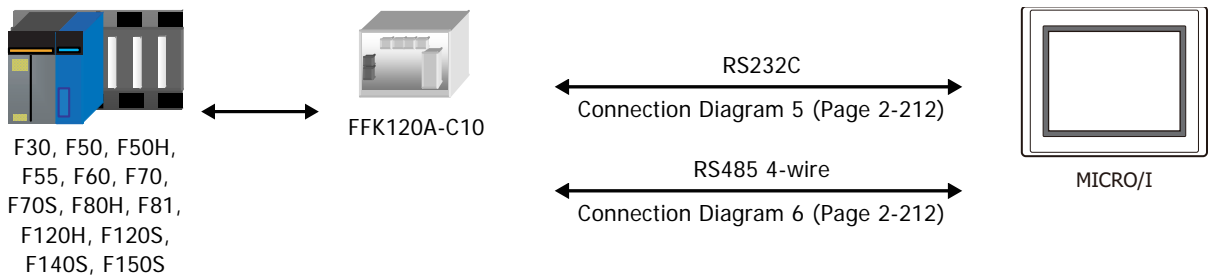 F30, F50, F50H,
F55, F60, F70,
F70S, F80H, F81,
F120H, F120S,
F140S, F150S
FFK120A-C10
RS232C
Connection Diagram 5 (Page 2-212)
RS485 4-wire
Connection Diagram 6 (Page 2-212)
MICRO/I